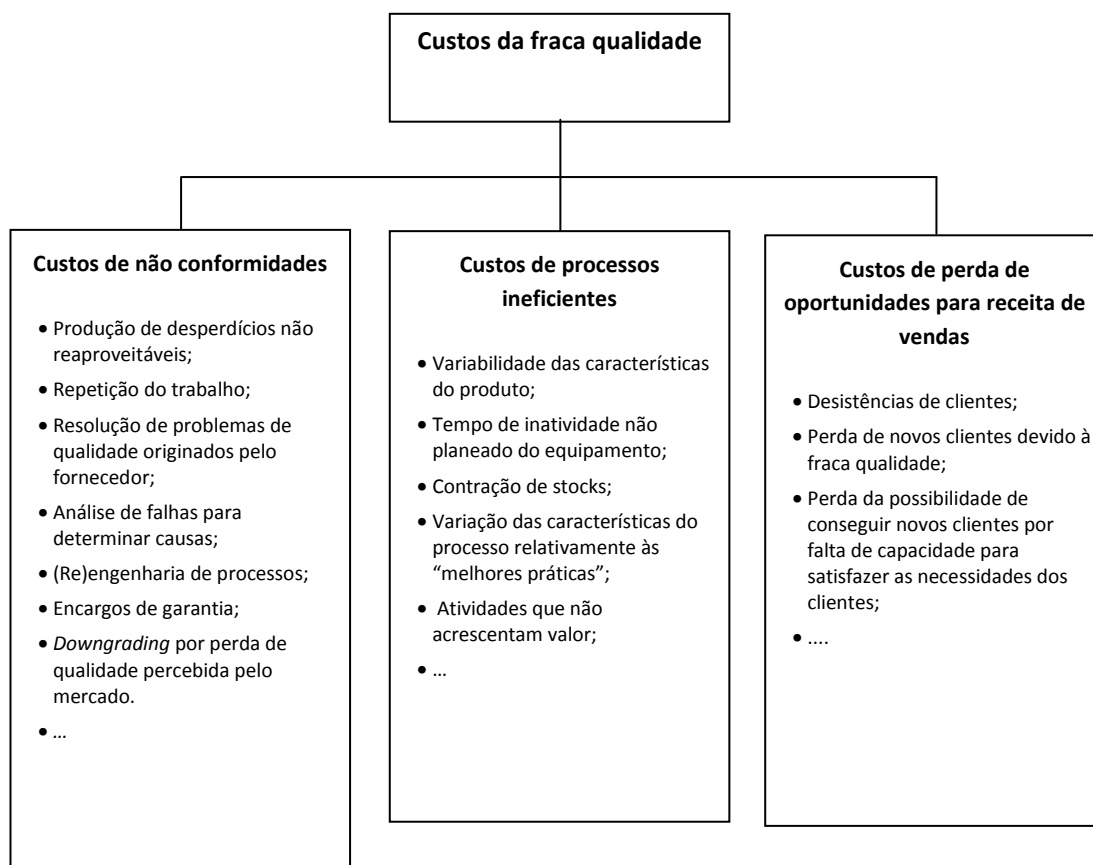 Custos da fraca qualidade
Custos de não conformidades
• Produção de desperdícios não
reaproveitáveis;
• Repetição do trabalho;
• Resolução de problemas de
qualidade originados pelo
fornecedor;
• Análise de falhas para
determinar causas;
• (Re)engenharia de processos;
• Encargos de garantia;
• Downgrading por perda de
qualidade percebida pelo
mercado.
• ...
Custos de processos
ineficientes
• Variabilidade das características
do produto;
• Tempo de inatividade não
planeado do equipamento;
• Contração de stocks;
• Variação das características do
processo relativamente às
“melhores práticas”;
• Atividades que não
acrescentam valor;
• ...
Custos de perda de
oportunidades para receita de
vendas
• Desistências de clientes;
• Perda de novos clientes devido à
fraca qualidade;
• Perda da possibilidade de
conseguir novos clientes por
falta de capacidade para
satisfazer as necessidades dos
clientes;
• ....